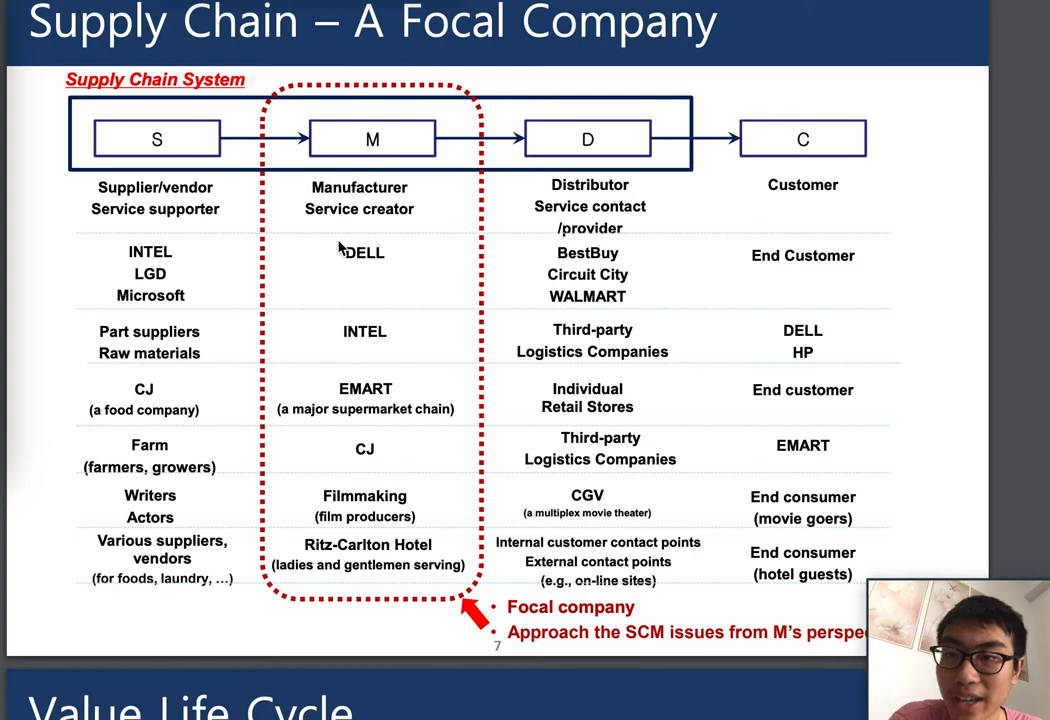 Supply Chain – A Focal Company
Supply Chain System
S
M
D
C
Supplier/vendor
Service supporter
Manufacturer
Service creator
Distributor
Service contact
/provider
Customer
INTEL
LGD
Microsoft
DELL
BestBuy
Circuit City
WALMART
End Customer
Part suppliers
Raw materials
INTEL
Third-party
Logistics Companies
DELL
HP
CJ
(a food company)
EMART
(a major supermarket chain)
Individual
Retail Stores
End customer
Farm
(farmers, growers)
CJ
Third-party
Logistics Companies
EMART
Writers
Actors
Filmmaking
(film producers)
CGV
(a multiplex movie theater)
End consumer
(movie goers)
Various suppliers,
vendors
(for foods, laundry, ...)
Ritz-Carlton Hotel
(ladies and gentlemen serving)
Internal customer contact points
External contact points
(e.g., on-line sites)
End consumer
(hotel guests)
• Focal company
• Approach the SCM issues from M's
7
Value Life Cycle